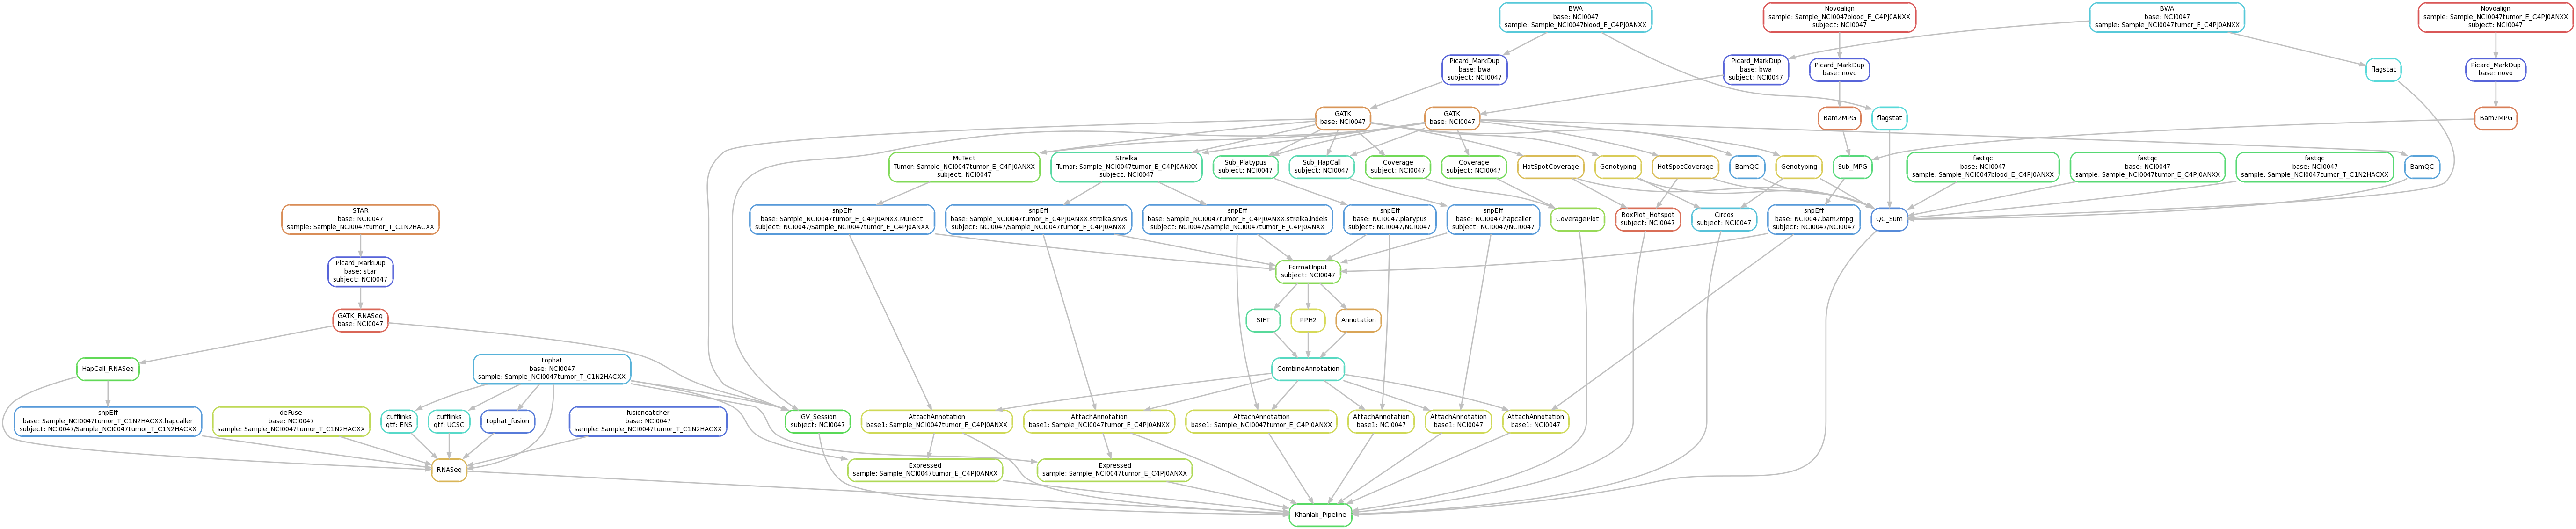 BWA
base: NCI0047
sample: Sample_NCI0047blood_E_C4PJ0ANXX
Novoalign
sample: Sample_NCI0047blood_E_C4PJ0ANXX
subject: NCI0047
BWA
base: NCI0047
sample: Sample_NCI0047tumor_E_C4PJ0ANXX
Novoalign
sample: Sample_NCI0047tumor_E_C4PJ0ANXX
subject: NCI0047
Picard_MarkDup
base: bwa
subject: NCI0047
Picard_MarkDup
base: bwa
subject: NCI0047
Picard_MarkDup
base: novo
flagstat
Picard_MarkDup
base: novo
GATK
base: NCI0047
GATK
base: NCI0047
Bam2MPG
flagstat
Bam2MPG
MuTect
Tumor: Sample_NCI0047tumor_E_C4PJ0ANXX
subject: NCI0047
Strelka
Tumor: Sample_NCI0047tumor_E_C4PJ0ANXX
subject: NCI0047
Sub_Platypus
subject: NCI0047
Sub_HapCall
subject: NCI0047
Coverage
subject: NCI0047
Coverage
subject: NCI0047
HotSpotCoverage
Genotyping
HotSpotCoverage
BamQC
Genotyping
Sub_MPG
fastqc
base: NCI0047
sample: Sample_NCI0047blood_E_C4PJ0ANXX
fastqc
base: NCI0047
sample: Sample_NCI0047tumor_E_C4PJ0ANXX
fastqc
base: NCI0047
sample: Sample_NCI0047tumor_T_C1N2HACXX
BamQC
STAR
base: NCI0047
sample: Sample_NCI0047tumor_T_C1N2HACXX
snpEff
base: Sample_NCI0047tumor_E_C4PJ0ANXX.MuTect
subject: NCI0047/Sample_NCI0047tumor_E_C4PJ0ANXX
snpEff
base: Sample_NCI0047tumor_E_C4PJ0ANXX.strelka.snvs
subject: NCI0047/Sample_NCI0047tumor_E_C4PJ0ANXX
snpEff
base: Sample_NCI0047tumor_E_C4PJ0ANXX.strelka.indels
subject: NCI0047/Sample_NCI0047tumor_E_C4PJ0ANXX
snpEff
base: NCI0047.platypus
subject: NCI0047/NCI0047
snpEff
base: NCI0047.hapcaller
subject: NCI0047/NCI0047
CoveragePlot
BoxPlot_Hotspot
subject: NCI0047
Circos
subject: NCI0047
snpEff
base: NCI0047.bam2mpg
subject: NCI0047/NCI0047
QC_Sum
Picard_MarkDup
base: star
subject: NCI0047
FormatInput
subject: NCI0047
GATK_RNASeq
base: NCI0047
SIFT
PPH2
Annotation
HapCall_RNASeq
tophat
base: NCI0047
sample: Sample_NCI0047tumor_T_C1N2HACXX
CombineAnnotation
snpEff
base: Sample_NCI0047tumor_T_C1N2HACXX.hapcaller
subject: NCI0047/Sample_NCI0047tumor_T_C1N2HACXX
deFuse
base: NCI0047
sample: Sample_NCI0047tumor_T_C1N2HACXX
cufflinks
gtf: ENS
cufflinks
gtf: UCSC
tophat_fusion
fusioncatcher
base: NCI0047
sample: Sample_NCI0047tumor_T_C1N2HACXX
IGV_Session
subject: NCI0047
AttachAnnotation
base1: Sample_NCI0047tumor_E_C4PJ0ANXX
AttachAnnotation
base1: Sample_NCI0047tumor_E_C4PJ0ANXX
AttachAnnotation
base1: Sample_NCI0047tumor_E_C4PJ0ANXX
AttachAnnotation
base1: NCI0047
AttachAnnotation
base1: NCI0047
AttachAnnotation
base1: NCI0047
RNASeq
Expressed
sample: Sample_NCI0047tumor_E_C4PJ0ANXX
Expressed
sample: Sample_NCI0047tumor_E_C4PJ0ANXX
Khanlab_Pipeline